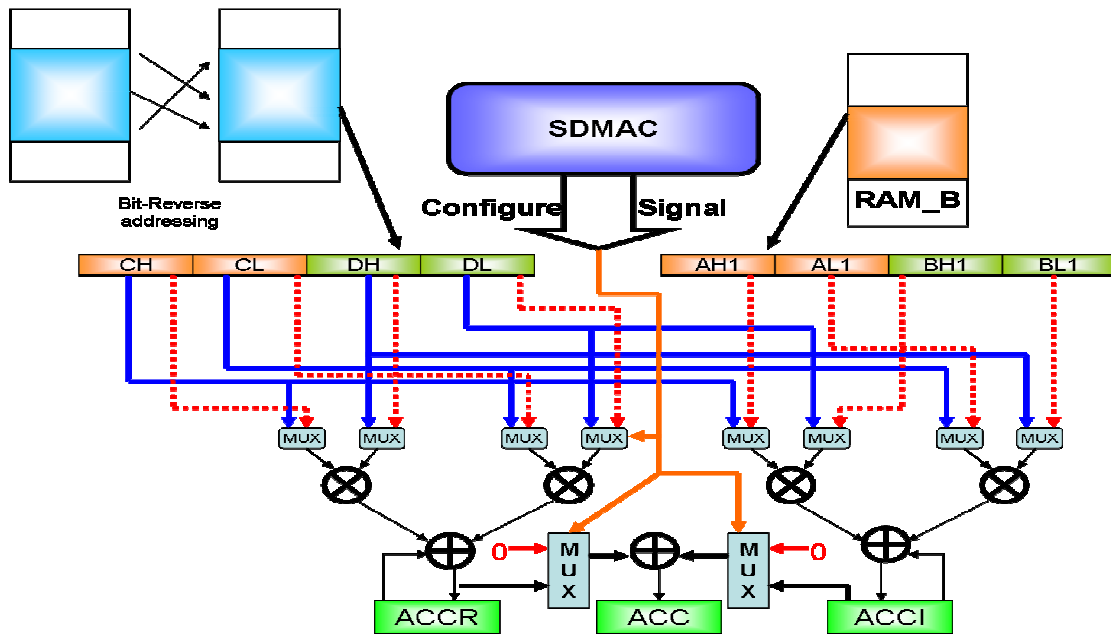 SDMAC
Bit-Reverse
addressing
Configure Signal
RAM_B
CH CL DH DL AH1 AL1 BH1 BL1
MUX MUX MUX MUX MUX MUX MUX MUX
0 MUX MUX 0
ACCR ACC ACCI